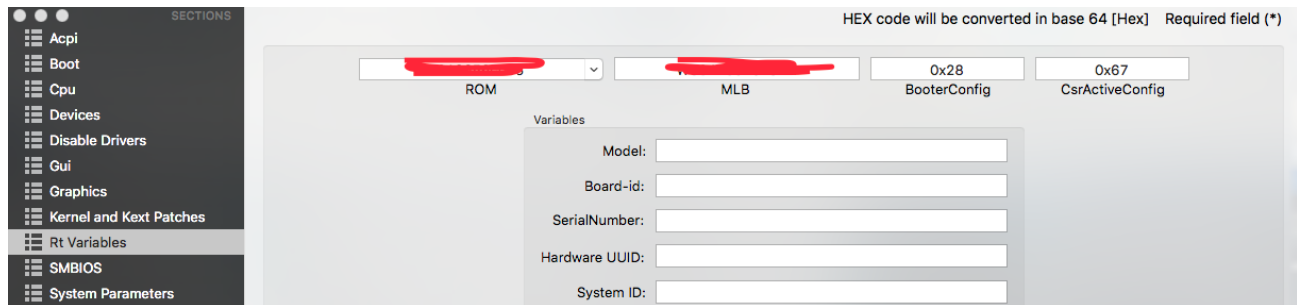 SECTIONS
Acpi
Boot
Cpu
Devices
Disable Drivers
Gui
Graphics
Kernel and Kext Patches
Rt Variables
SMBIOS
System Parameters
HEX code will be converted in base 64 [Hex] Required field (*)
0x28 0x67
ROM MLB BooterConfig CsrActiveConfig
Variables
Model:
Board-id:
SerialNumber:
Hardware UUID:
System ID: